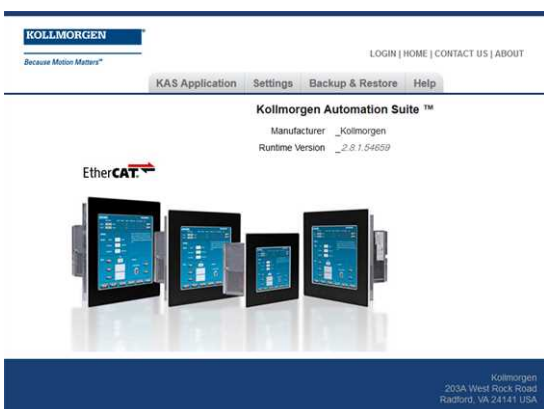 KOLLMORGEN
Because Motion Matters™
LOGIN | HOME | CONTACT US | ABOUT
KAS Application Settings Backup & Restore Help
Kollmorgen Automation Suite ™
Manufacturer _Kollmorgen
Runtime Version _2.8.1.54659
EtherCAT.
Kollmorgen
203A West Rock Road
Radford, VA 24141 USA